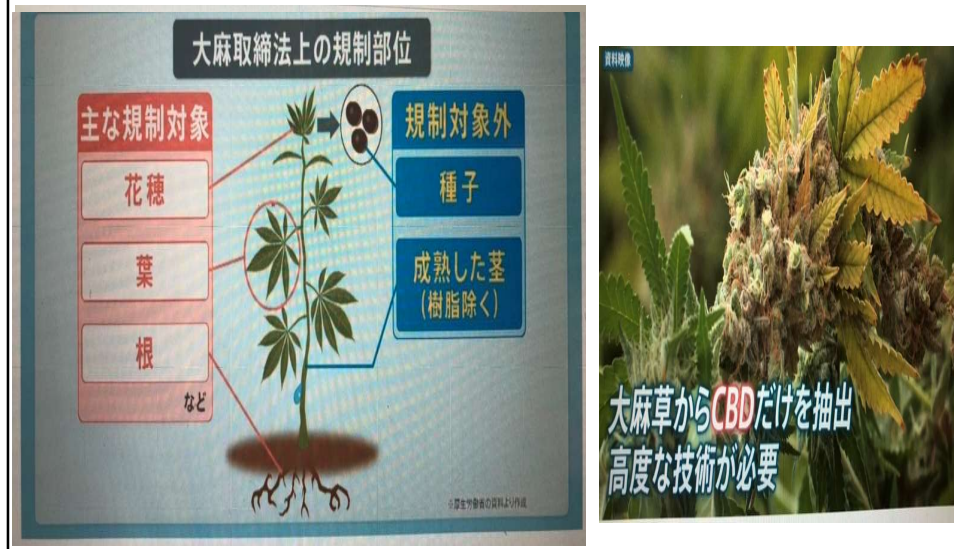 大麻取締法上の規制部位
主な規制対象
花穂
葉
根
など
規制対象外
種子
成熟した茎
(樹脂除く)
※厚生労働省の資料より作成
資料映像
大麻草からCBDだけを抽出
高度な技術が必要